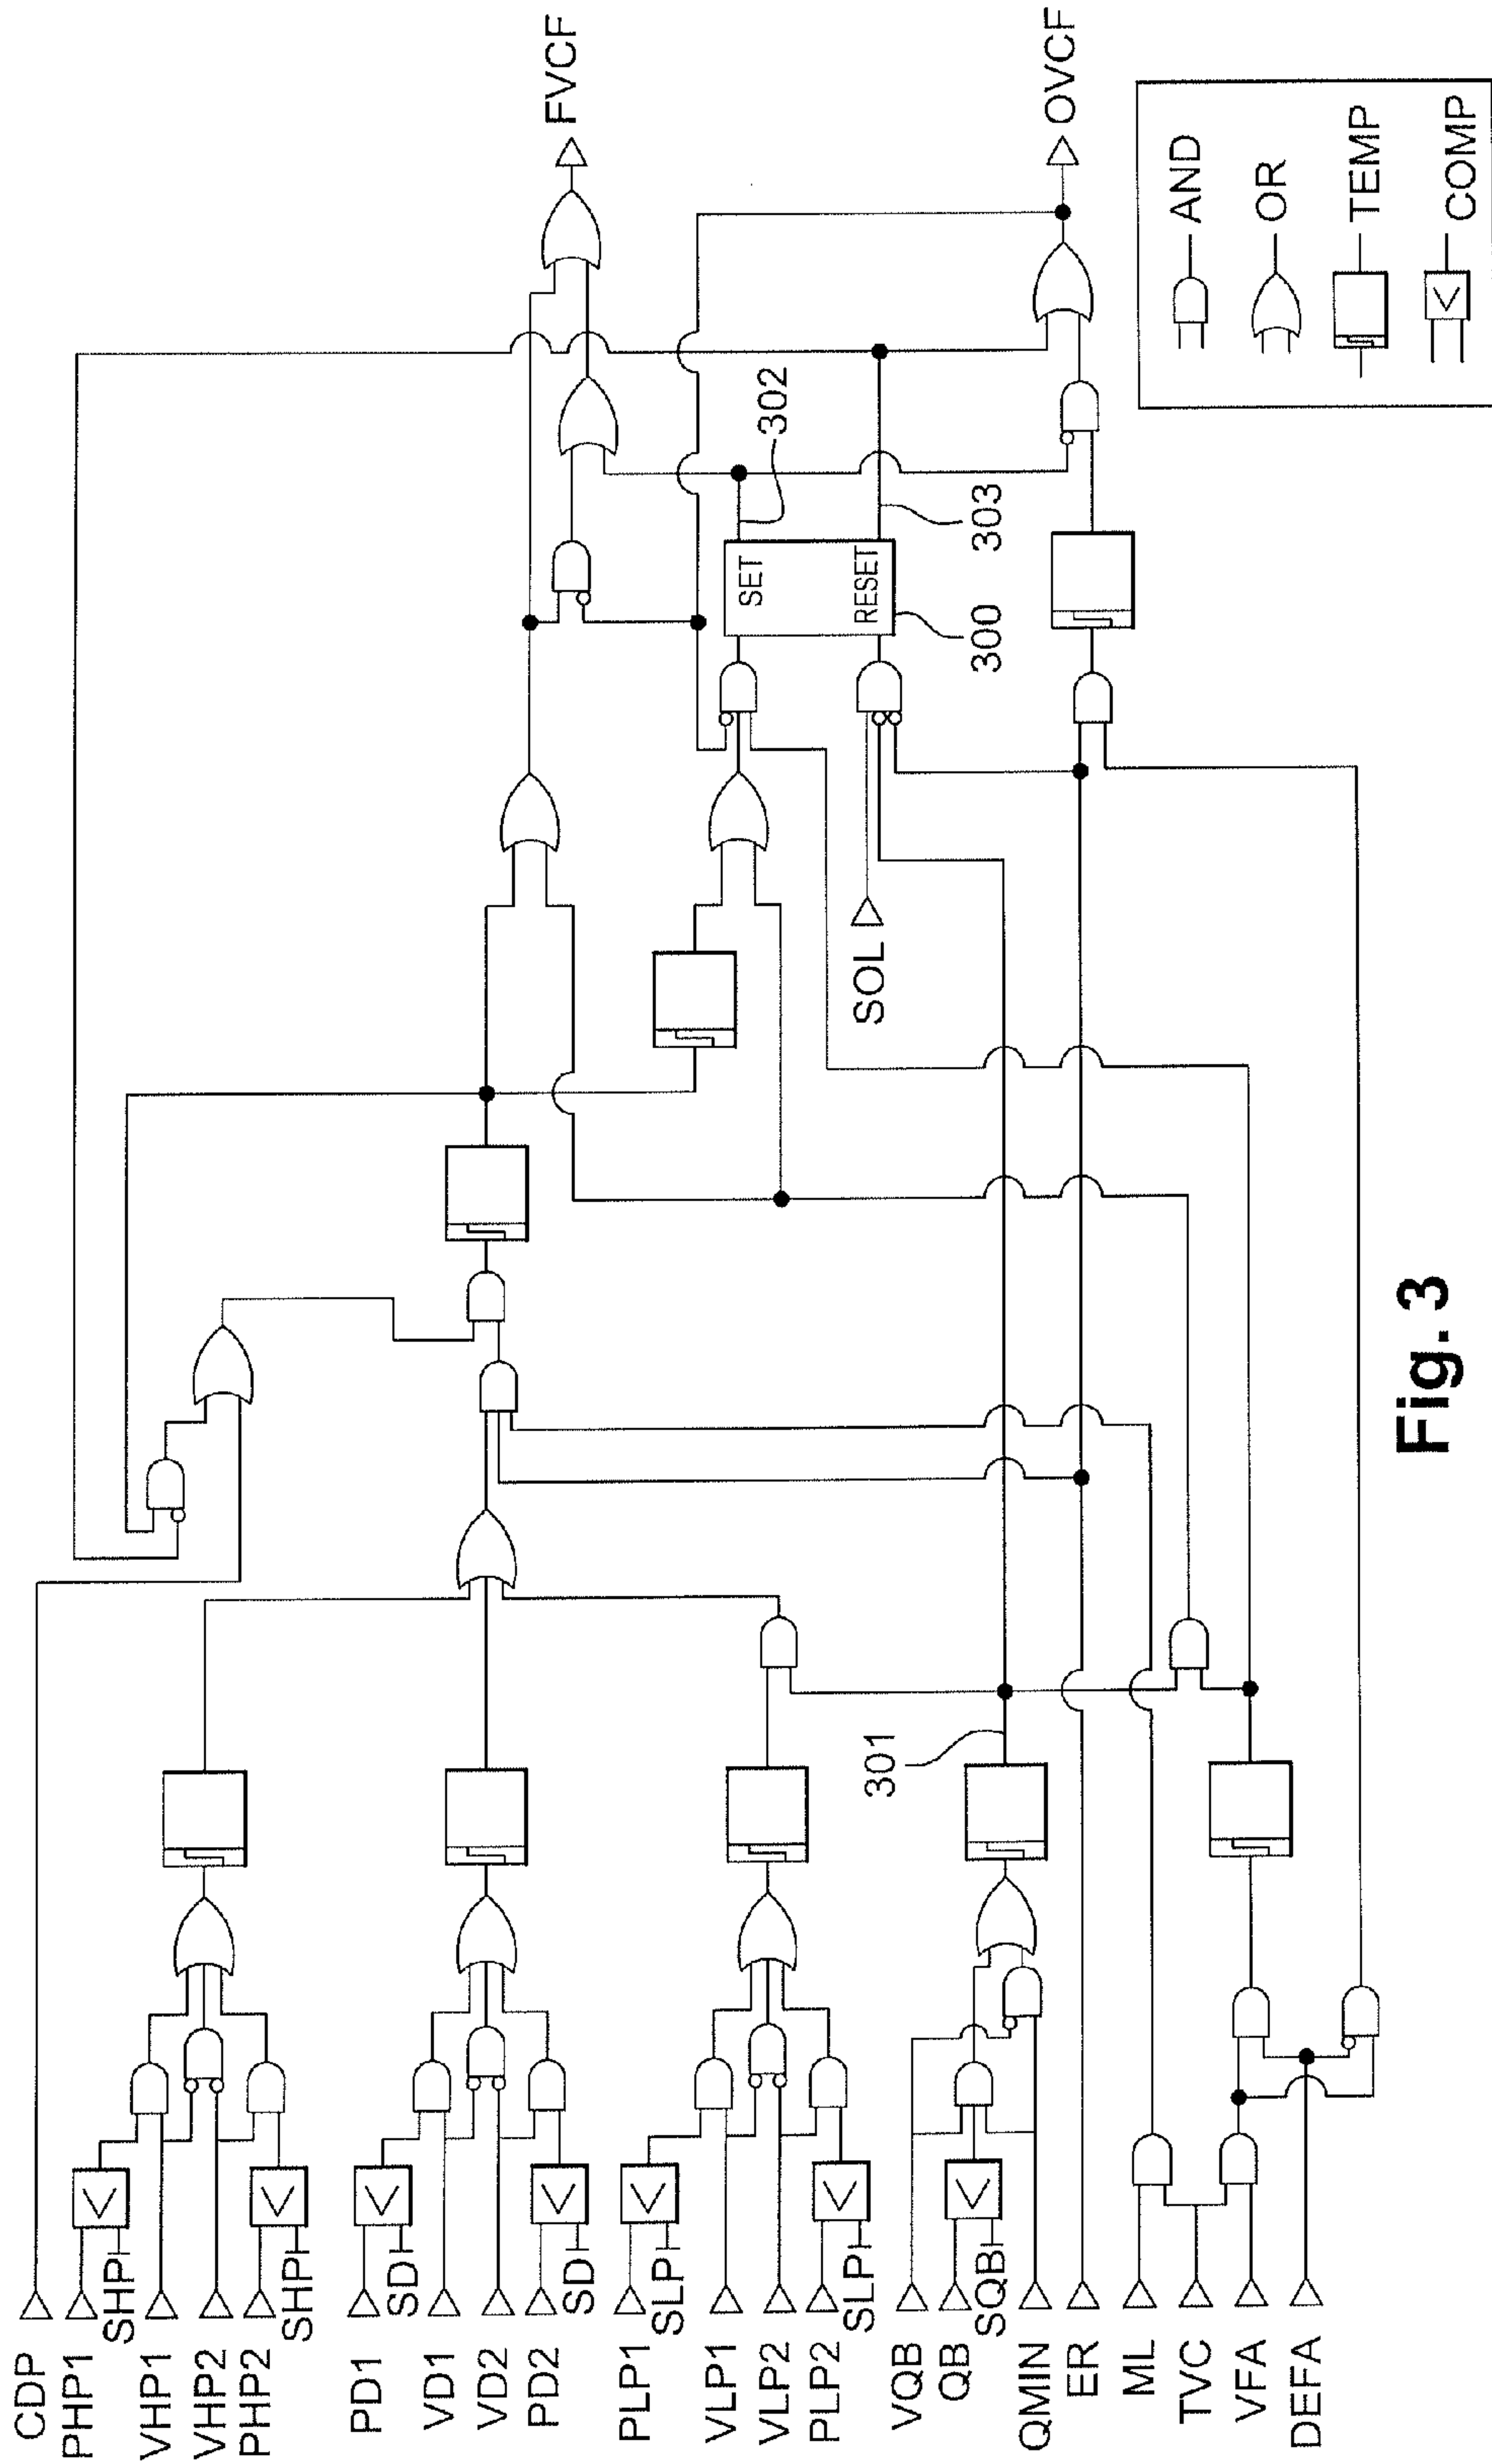 CDP
PHP1
SHP
VHP1
VHP2
PHP2
SHP
PD1
SD
VD1
VD2
PD2
SD
PLP1
SLP
VLP1
VLP2
PLP2
SLP
VQB
QB
SQB
QMIN
ER
ML
TVC
VFA
DEFA
301
SOL
SET
RESET
300
302
303
FVCF
OVCF
AND
OR
TEMP
COMP
Fig. 3